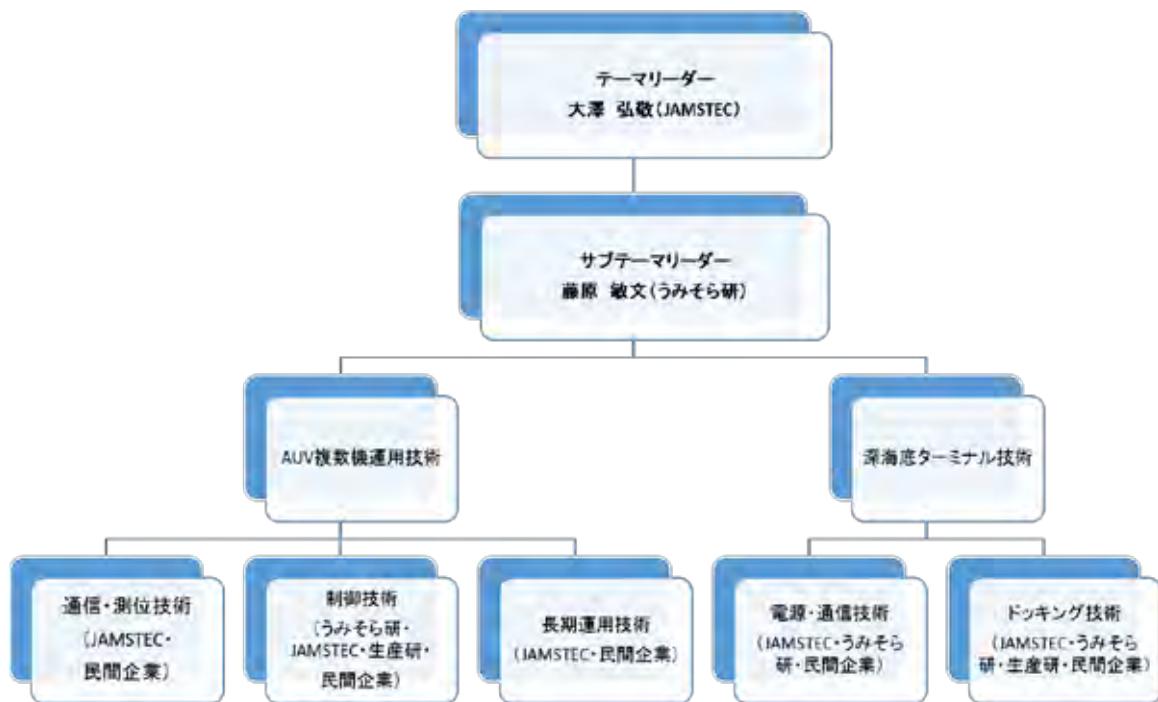 テーマリーダー
大澤 弘敬(JAMSTEC)
サブテーマリーダー
藤原 敏文(うみそら研)
AUV複数機運用技術
深海底ターミナル技術
通信・測位技術
(JAMSTEC・
民間企業)
制御技術
(うみそら研・
JAMSTEC・生産研・
民間企業)
長期運用技術
(JAMSTEC・民間企業)
電源・通信技術
(JAMSTEC・うみそら
研・民間企業)
ドッキング技術
(JAMSTEC・うみそら
研・生産研・民間企業)